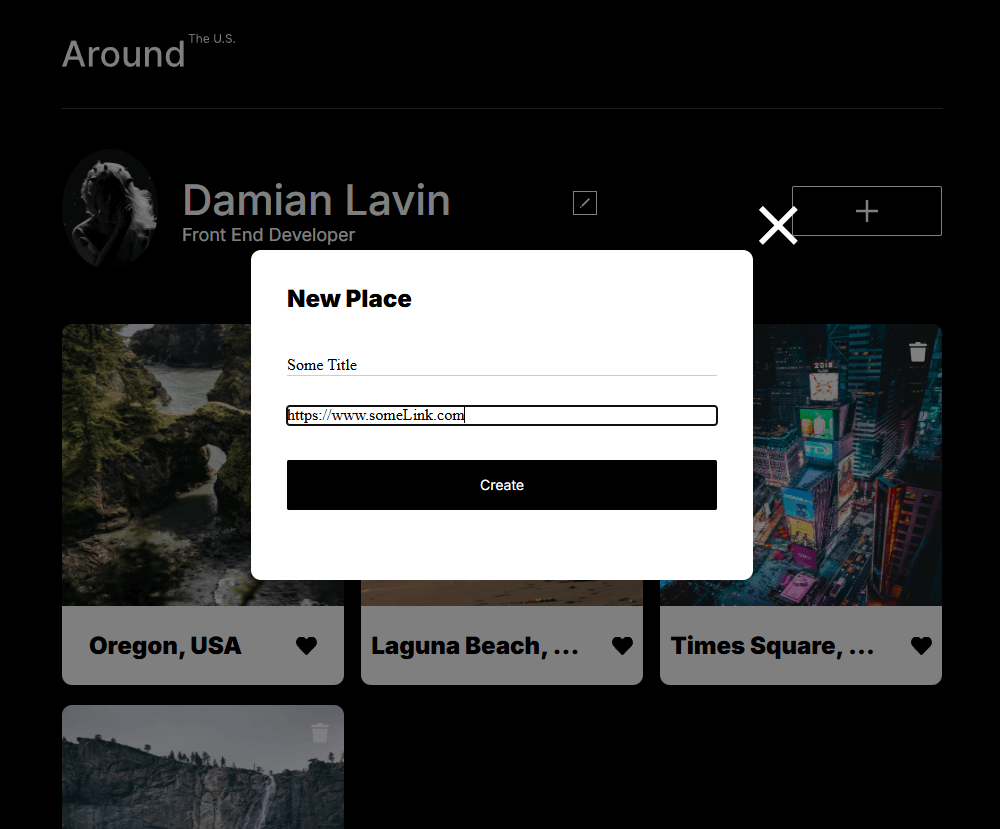 Around The U.S.
Damian Lavin
Front End Developer
New Place
Some Title
https://www.someLink.com
Create
2018
Oregon, USA
Laguna Beach, ...
Times Square, ...